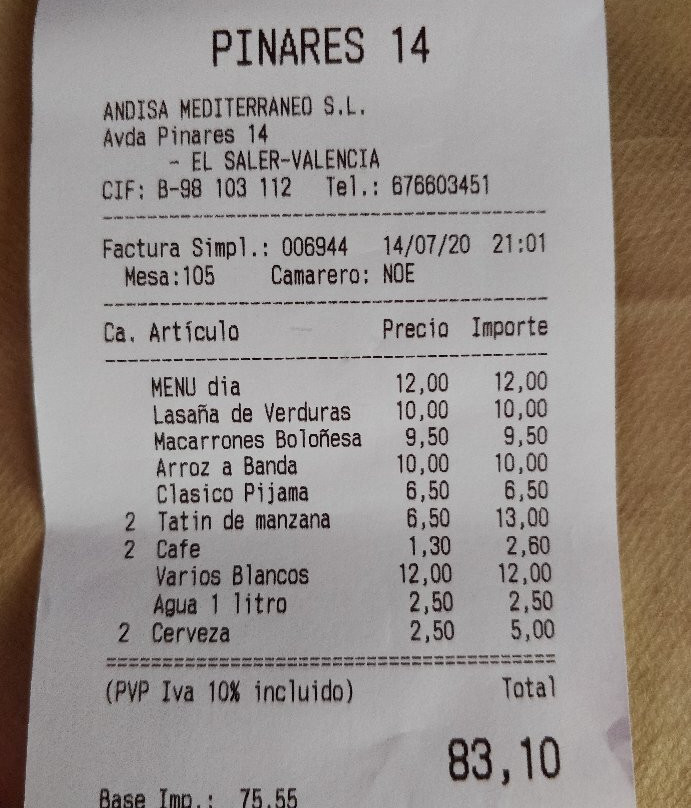 PINARES 14
ANDISA MEDITERRANEO S.L.
Avda Pinares 14
- EL SALER-VALENCIA
CIF: B-98 103 112 Tel.: 676603451
Factura Simpl.: 006944 14/07/20 21:01
Mesa:105 Camarero: NOE
Ca. Artículo Precio Importe
MENU dia 12,00 12,00
Lasaña de Verduras 10,00 10,00
Macarrones Boloñesa 9,50 9,50
Arroz a Banda 10,00 10,00
Clasico Pijama 6,50 6,50
2 Tatin de manzana 6,50 13,00
2 Cafe 1,30 2,60
Varios Blancos 12,00 12,00
Agua 1 litro 2,50 2,50
2 Cerveza 2,50 5,00
(PVP Iva 10% incluido) Total
83,10
Base Imp.: 75.55